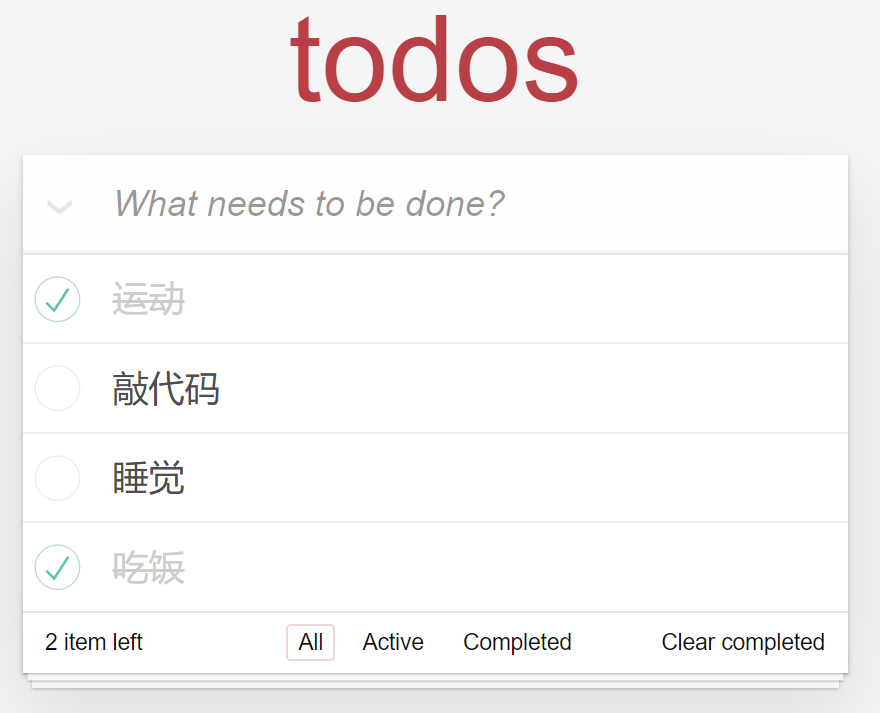 todos
What needs to be done?
运动
敲代码
睡觉
吃饭
2 item left All Active Completed Clear completed